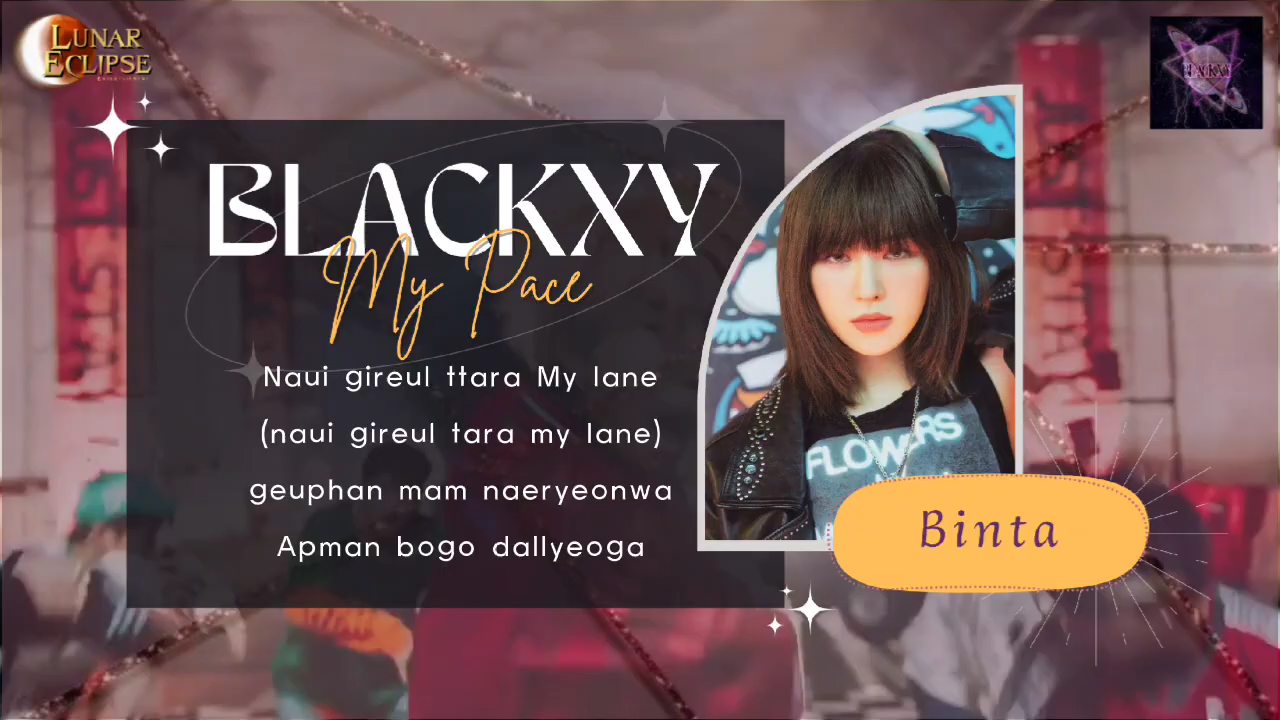 LUNAR
ECLIPSE
BLACKXY
BLACKXY
My Pace
Naui gireul ttara My lane
(naui gireul tara my lane)
geuphan mam naeryeonwa
Apman bogo dallyeoga
FLOWERS
Binta